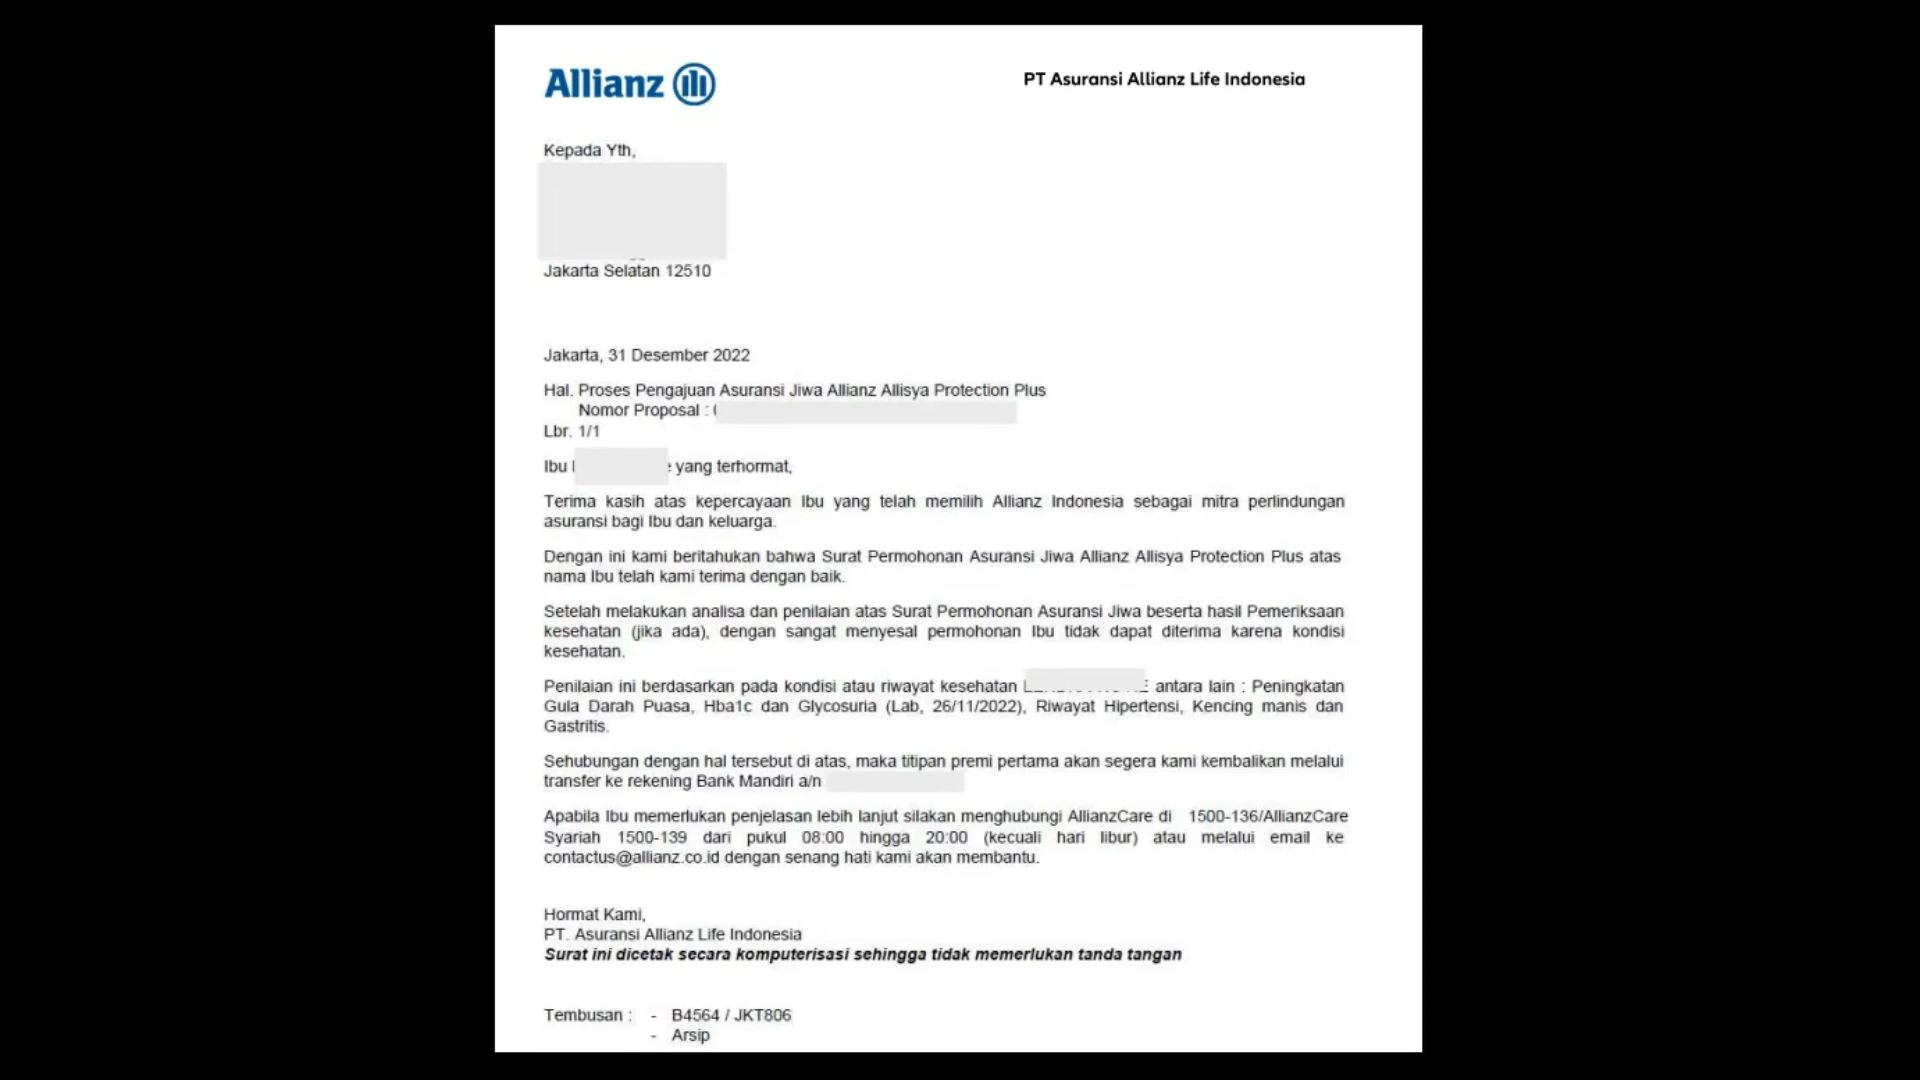 Allianz
PT Asuransi Allianz Life Indonesia
Kepada Yth,
Jakarta Selatan 12510
Jakarta, 31 Desember 2022
Hal. Proses Pengajuan Asuransi Jiwa Allianz Allisya Protection Plus
Nomor Proposal :
Lbr. 1/1
Ibu yang terhormat,
Terima kasih atas kepercayaan Ibu yang telah memilih Allianz Indonesia sebagai mitra perlindungan
asuransi bagi Ibu dan keluarga.
Dengan ini kami beritahukan bahwa Surat Permohonan Asuransi Jiwa Allianz Allisya Protection Plus atas
nama Ibu telah kami terima dengan baik.
Setelah melakukan analisa dan penilaian atas Surat Permohonan Asuransi Jiwa beserta hasil Pemeriksaan
kesehatan (jika ada), dengan sangat menyesal permohonan Ibu tidak dapat diterima karena kondisi
kesehatan.
Penilaian ini berdasarkan pada kondisi atau riwayat kesehatan antara lain : Peningkatan
Gula Darah Puasa, Hba1c dan Glycosuria (Lab, 26/11/2022), Riwayat Hipertensi, Kencing manis dan
Gastritis.
Sehubungan dengan hal tersebut di atas, maka titipan premi pertama akan segera kami kembalikan melalui
transfer ke rekening Bank Mandiri a/n
Apabila Ibu memerlukan penjelasan lebih lanjut silakan menghubungi AllianzCare di 1500-136/AllianzCare
Syariah 1500-139 dari pukul 08:00 hingga 20:00 (kecuali hari libur) atau melalui email ke
contactus@allianz.co.id dengan senang hati kami akan membantu.
Hormat Kami,
PT. Asuransi Allianz Life Indonesia
Surat ini dicetak secara komputerisasi sehingga tidak memerlukan tanda tangan
Tembusan : - B4564 / JKT806
- Arsip